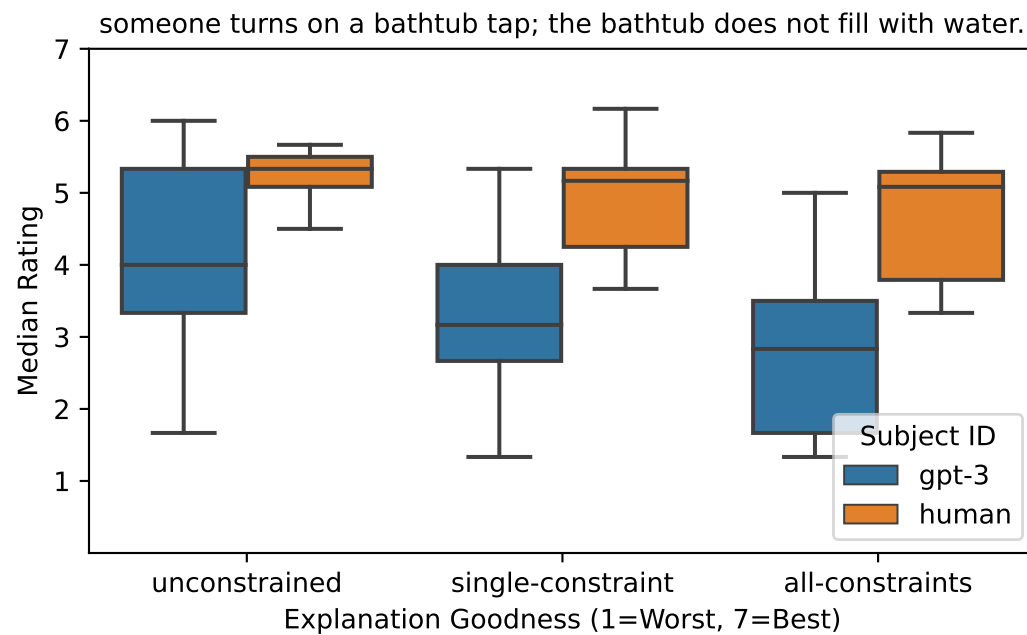 someone turns on a bathtub tap; the bathtub does not fill with water.
7
6
5
4
3
2
1
Median Rating
Subject ID
gpt-3
human
unconstrained
single-constraint
all-constraints
Explanation Goodness (1=Worst, 7=Best)